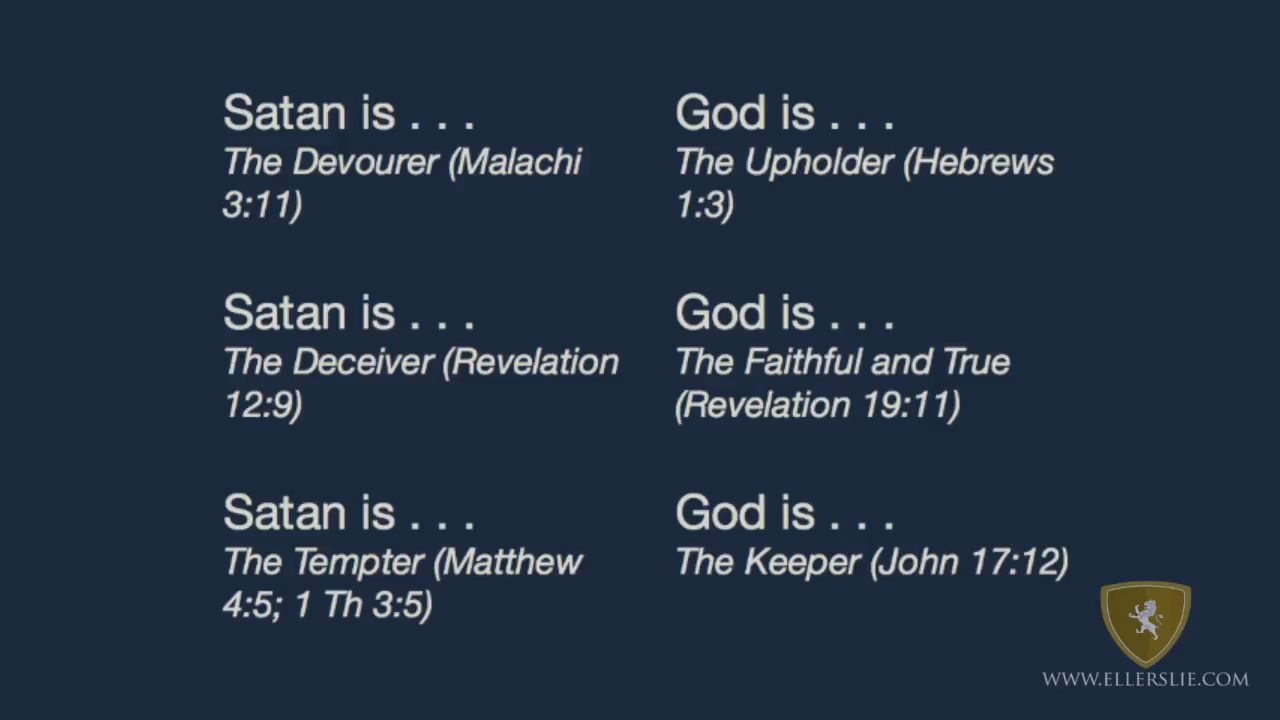 Satan is . . .
The Devourer (Malachi
3:11)
God is . . .
The Upholder (Hebrews
1:3)
Satan is . . .
The Deceiver (Revelation
12:9)
God is . . .
The Faithful and True
(Revelation 19:11)
Satan is . . .
The Tempter (Matthew
4:5; 1 Th 3:5)
God is . . .
The Keeper (John 17:12)
WWW.ELLERSLIE.COM